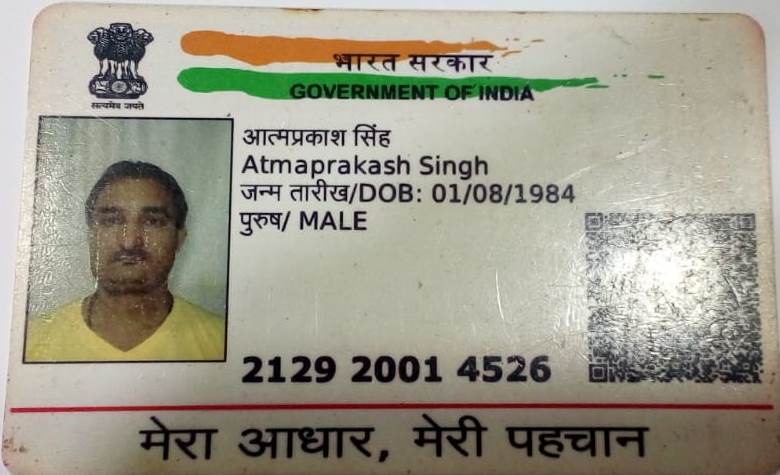 भारत सरकार
GOVERNMENT OF INDIA
सत्यमेव जयते
आत्मप्रकाश सिंह
Atmaprakash Singh
जन्म तारीख/DOB: 01/08/1984
पुरुष/ MALE
2129 2001 4526
मेरा आधार, मेरी पहचान